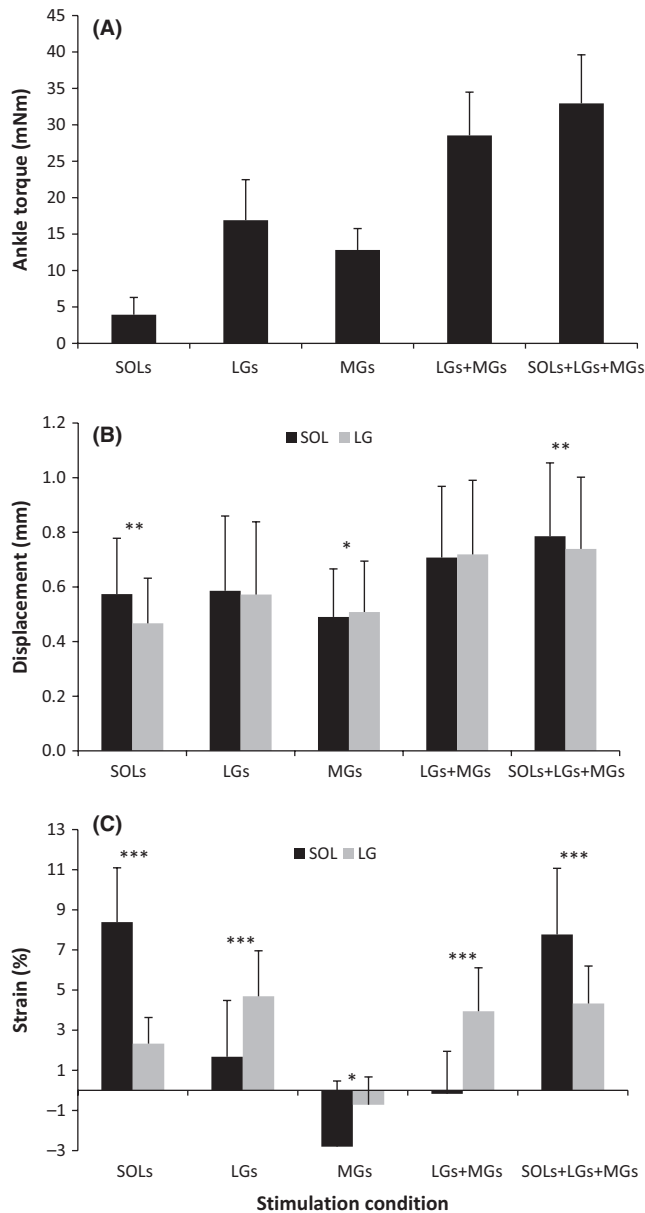 (A)
Ankle torque (mNm)
45
40
35
30
25
20
15
10
5
0
SOLs LGs MGs LGs+MGs SOLs+LGs+MGs
(B)
SOL LG
Displacement (mm)
1.2
1.0
0.8
0.6
0.4
0.2
0.0
** * **
SOLs LGs MGs LGs+MGs SOLs+LGs+MGs
(C)
SOL LG
Strain (%)
13
11
9
7
5
3
1
−1
−3
*** *** * *** ***
SOLs LGs MGs LGs+MGs SOLs+LGs+MGs
Stimulation condition